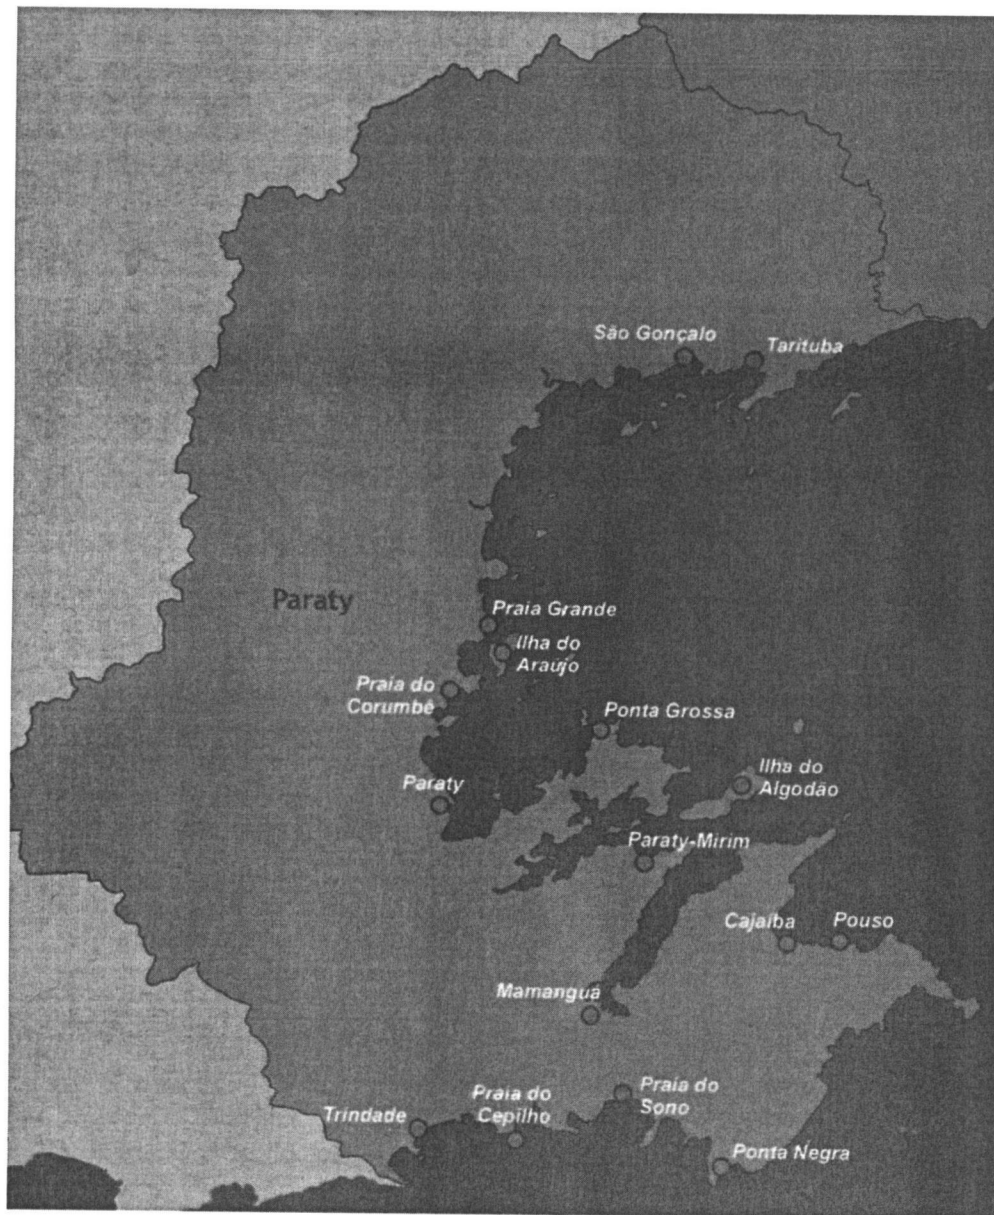 São Gonçalo
Tarituba
Paraty
Praia Grande
Ilha do
Araújo
Praia do
Corumbê
Ponta Grossa
Ilha do
Algodão
Paraty
Paraty-Mirim
Cajaíba
Pouso
Mamanguá
Praia do
Sono
Praia do
Cepilho
Trindade
Ponta Negra